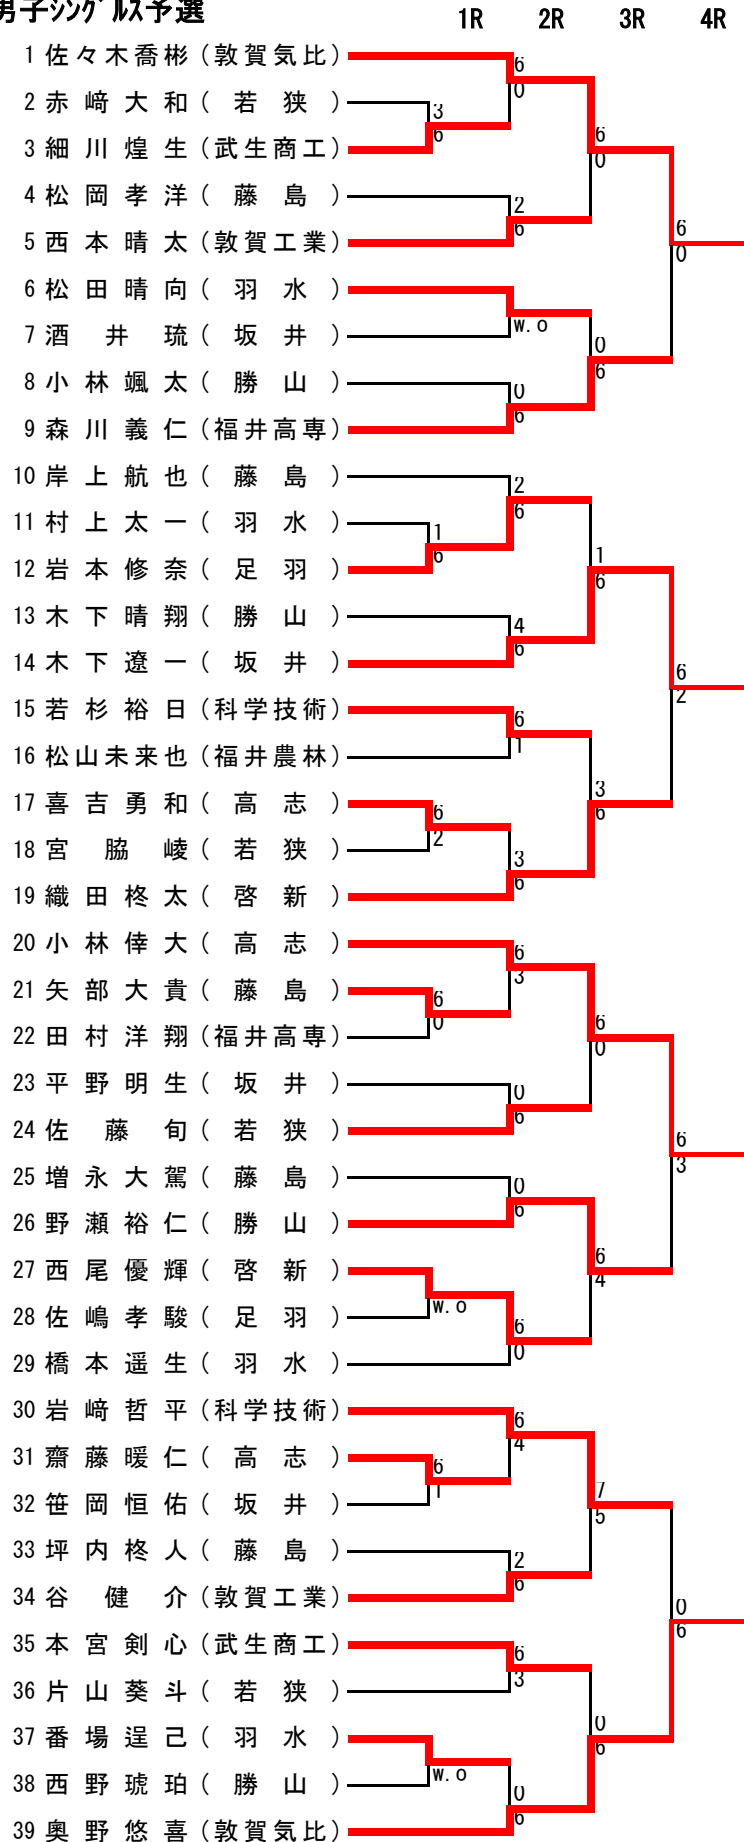 男子シングルス予選
1R 2R 3R 4R
1 佐々木喬彬（敦賀気比）
6
0
2 赤﨑大和（若狭）
3
6
3 細川煌生（武生商工）
6
0
4 松岡孝洋（藤島）
2
6
5 西本晴太（敦賀工業）
6
0
6 松田晴向（羽水）
w.o
7 酒井琉（坂井）
0
6
8 小林颯太（勝山）
0
6
9 森川義仁（福井高専）
10 岸上航也（藤島）
2
6
11 村上太一（羽水）
1
6
12 岩本修奈（足羽）
1
6
13 木下晴翔（勝山）
4
6
14 木下遼一（坂井）
6
2
15 若杉裕日（科学技術）
6
1
16 松山未来也（福井農林）
3
6
17 喜吉勇和（高志）
6
2
18 宮脇崚（若狭）
3
6
19 織田柊太（啓新）
20 小林倖大（高志）
6
3
21 矢部大貴（藤島）
6
0
22 田村洋翔（福井高専）
6
0
23 平野明生（坂井）
0
6
24 佐藤旬（若狭）
6
3
25 増永大駕（藤島）
0
6
26 野瀬裕仁（勝山）
6
4
27 西尾優輝（啓新）
w.o
28 佐嶋孝駿（足羽）
6
0
29 橋本遥生（羽水）
30 岩﨑哲平（科学技術）
6
4
31 齋藤暖仁（高志）
6
1
32 笹岡恒佑（坂井）
7
5
33 坪内柊人（藤島）
2
6
34 谷健介（敦賀工業）
0
6
35 本宮剣心（武生商工）
6
3
36 片山葵斗（若狭）
0
6
37 番場逞己（羽水）
w.o
38 西野琥珀（勝山）
0
6
39 奥野悠喜（敦賀気比）